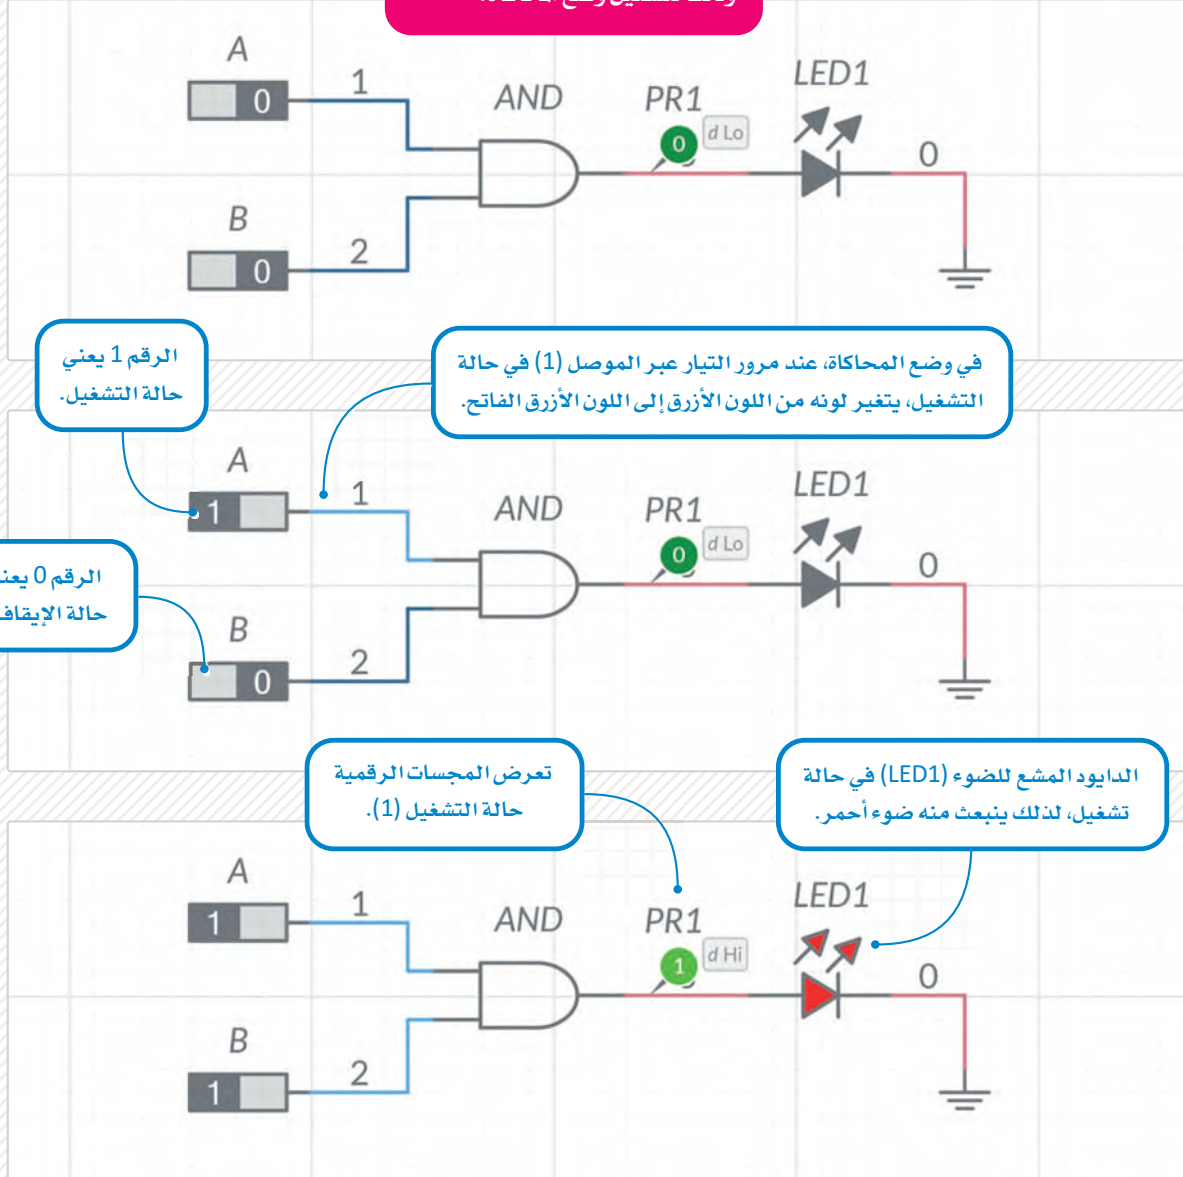 A
0
1
AND
PR1
0
d Lo
LED1
0
B
0
2
الرقم 1 يعني
حالة التشغيل.
في وضع المحاكاة، عند مرور التيار عبر الموصل (1) في حالة
التشغيل، يتغير لونه من اللون الأزرق إلى اللون الأزرق الفاتح.
A
1
1
AND
PR1
0
d Lo
LED1
0
الرقم 0
حالة الإيقاف
B
0
2
تعرض المجسات الرقمية
حالة التشغيل (1).
الدايود المشع للضوء (LED1) في حالة
تشغيل، لذلك ينبعث منه ضوء أحمر.
A
1
1
AND
PR1
1
d Hi
LED1
0
B
1
2